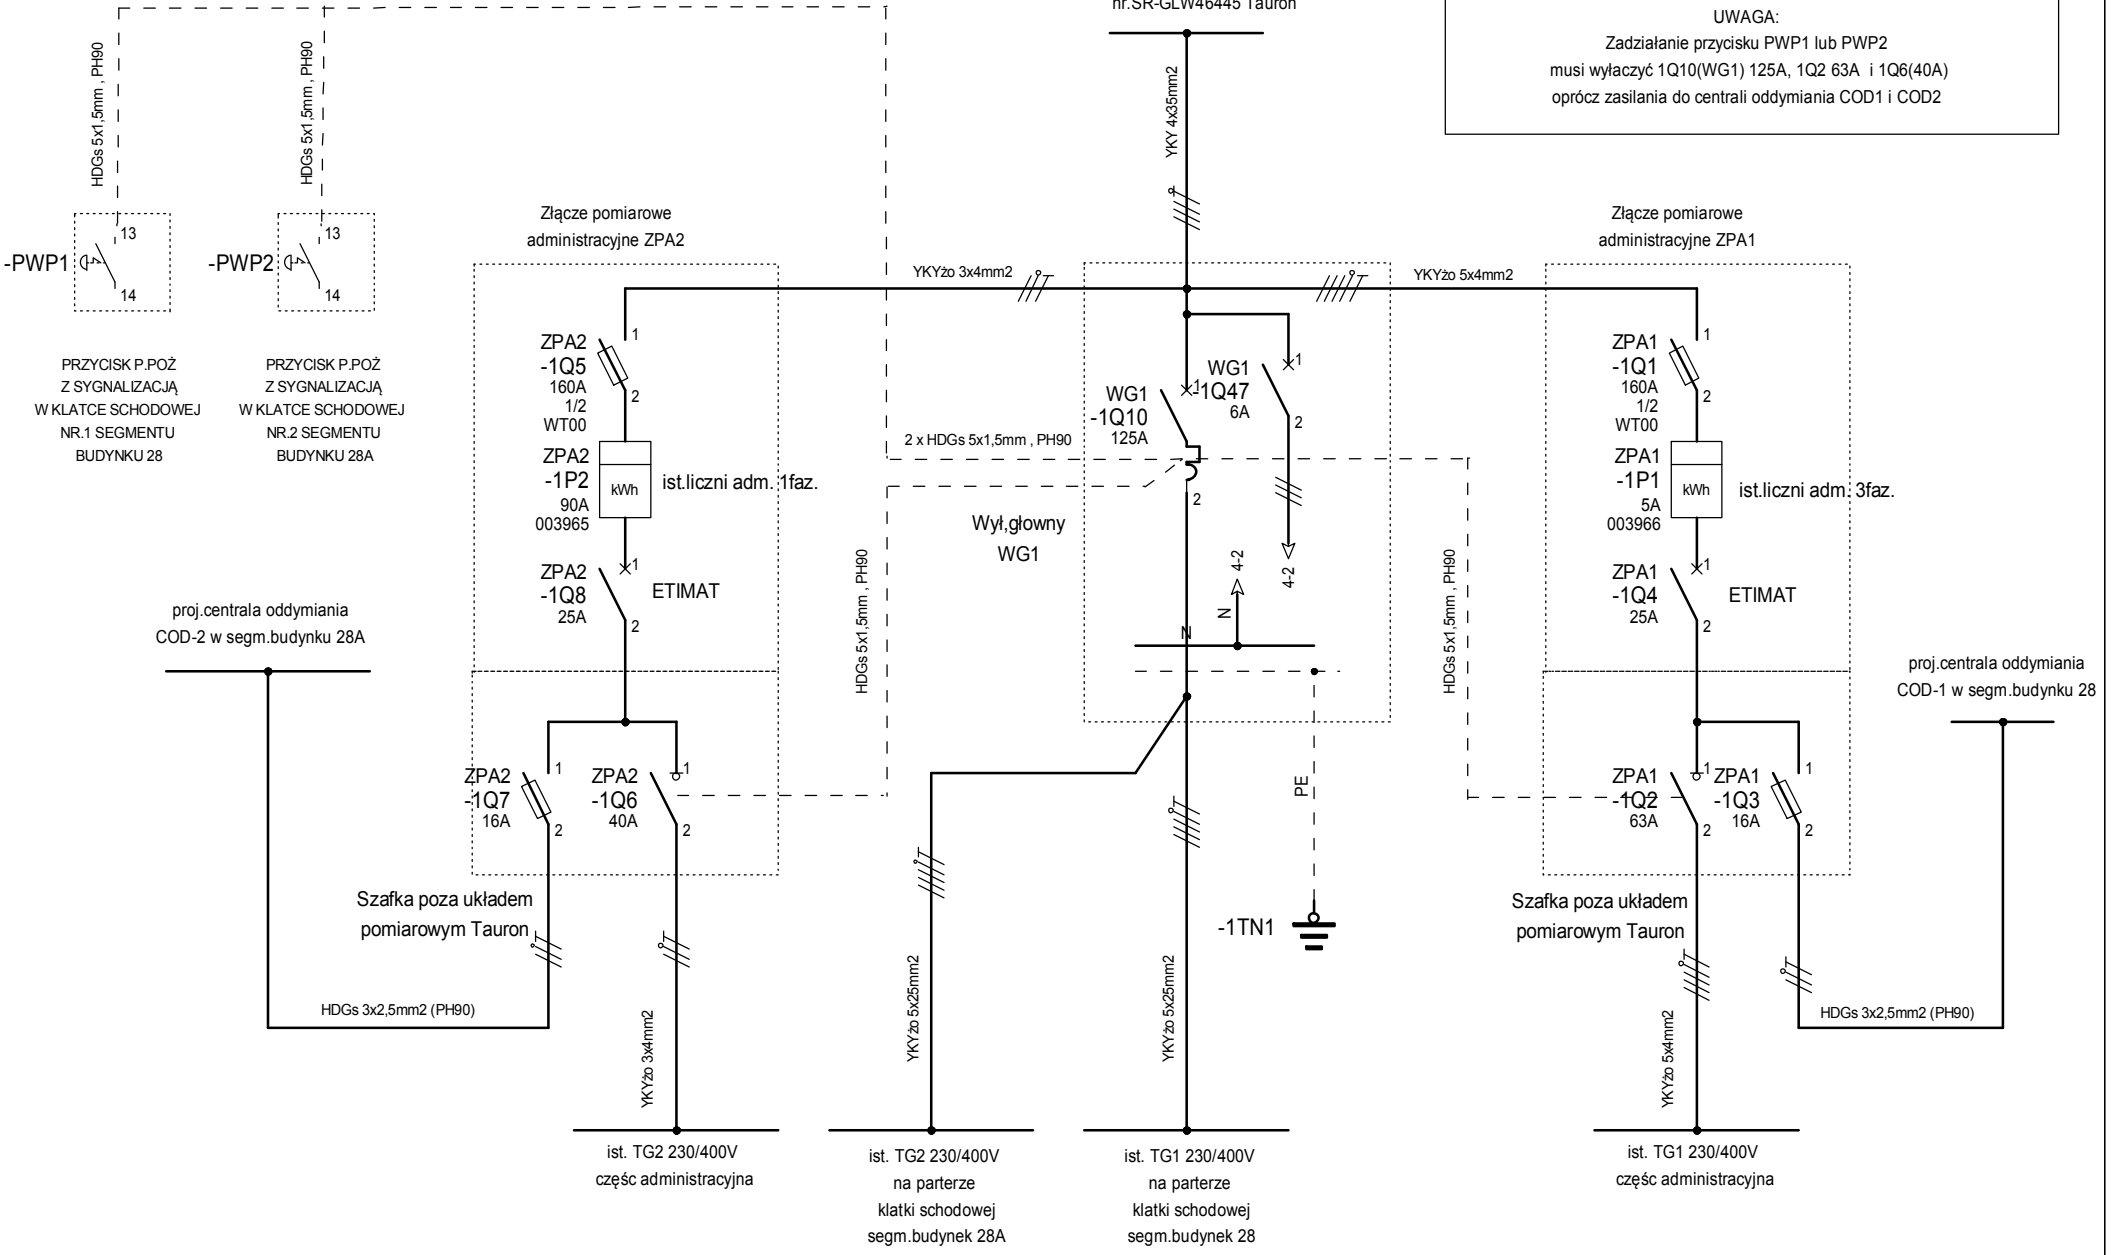 nr.SR-GLW46445 Tauron
UWAGA:
Zadziałanie przycisku PWP1 lub PWP2
musi wyłaczyć 1Q10(WG1) 125A, 1Q2 63A i 1Q6(40A)
oprócz zasilania do centrali oddymiania COD1 i COD2
HDGs 5x1,5mm , PH90
HDGs 5x1,5mm , PH90
YKY 4x35mm2
-PWP1
13
14
-PWP2
13
14
PRZYCISK P.POŻ
Z SYGNALIZACJĄ
W KLATCE SCHODOWEJ
NR.1 SEGMENTU
BUDYNKU 28
PRZYCISK P.POŻ
Z SYGNALIZACJĄ
W KLATCE SCHODOWEJ
NR.2 SEGMENTU
BUDYNKU 28A
Złącze pomiarowe
administracyjne ZPA2
YKYżo 3x4mm2
YKYżo 5x4mm2
Złącze pomiarowe
administracyjne ZPA1
ZPA2
-1Q5
160A
1/2
WT00
1
2
ZPA2
-1P2
90A
003965
kWh
ist.liczni adm. 1faz.
ZPA2
-1Q8
25A
1
2
ETIMAT
2 x HDGs 5x1,5mm , PH90
WG1
-1Q10
125A
1
2
WG1
-1Q47
6A
1
2
Wył,głowny
WG1
4-2
4-2
N
N
ZPA1
-1Q1
160A
1/2
WT00
1
2
ZPA1
-1P1
5A
003966
kWh
ist.liczni adm. 3faz.
ZPA1
-1Q4
25A
1
2
ETIMAT
HDGs 5x1,5mm , PH90
HDGs 5x1,5mm , PH90
proj.centrala oddymiania
COD-2 w segm.budynku 28A
proj.centrala oddymiania
COD-1 w segm.budynku 28
ZPA2
-1Q7
16A
1
2
ZPA2
-1Q6
40A
1
2
PE
-1TN1
ZPA1
-1Q2
63A
1
2
ZPA1
-1Q3
16A
1
2
Szafka poza układem
pomiarowym Tauron
Szafka poza układem
pomiarowym Tauron
HDGs 3x2,5mm2 (PH90)
YKYżo 3x4mm2
YKYżo 5x25mm2
YKYżo 5x25mm2
YKYżo 5x4mm2
HDGs 3x2,5mm2 (PH90)
ist. TG2 230/400V
częśc administracyjna
ist. TG2 230/400V
na parterze
klatki schodowej
segm.budynek 28A
ist. TG1 230/400V
na parterze
klatki schodowej
segm.budynek 28
ist. TG1 230/400V
częśc administracyjna